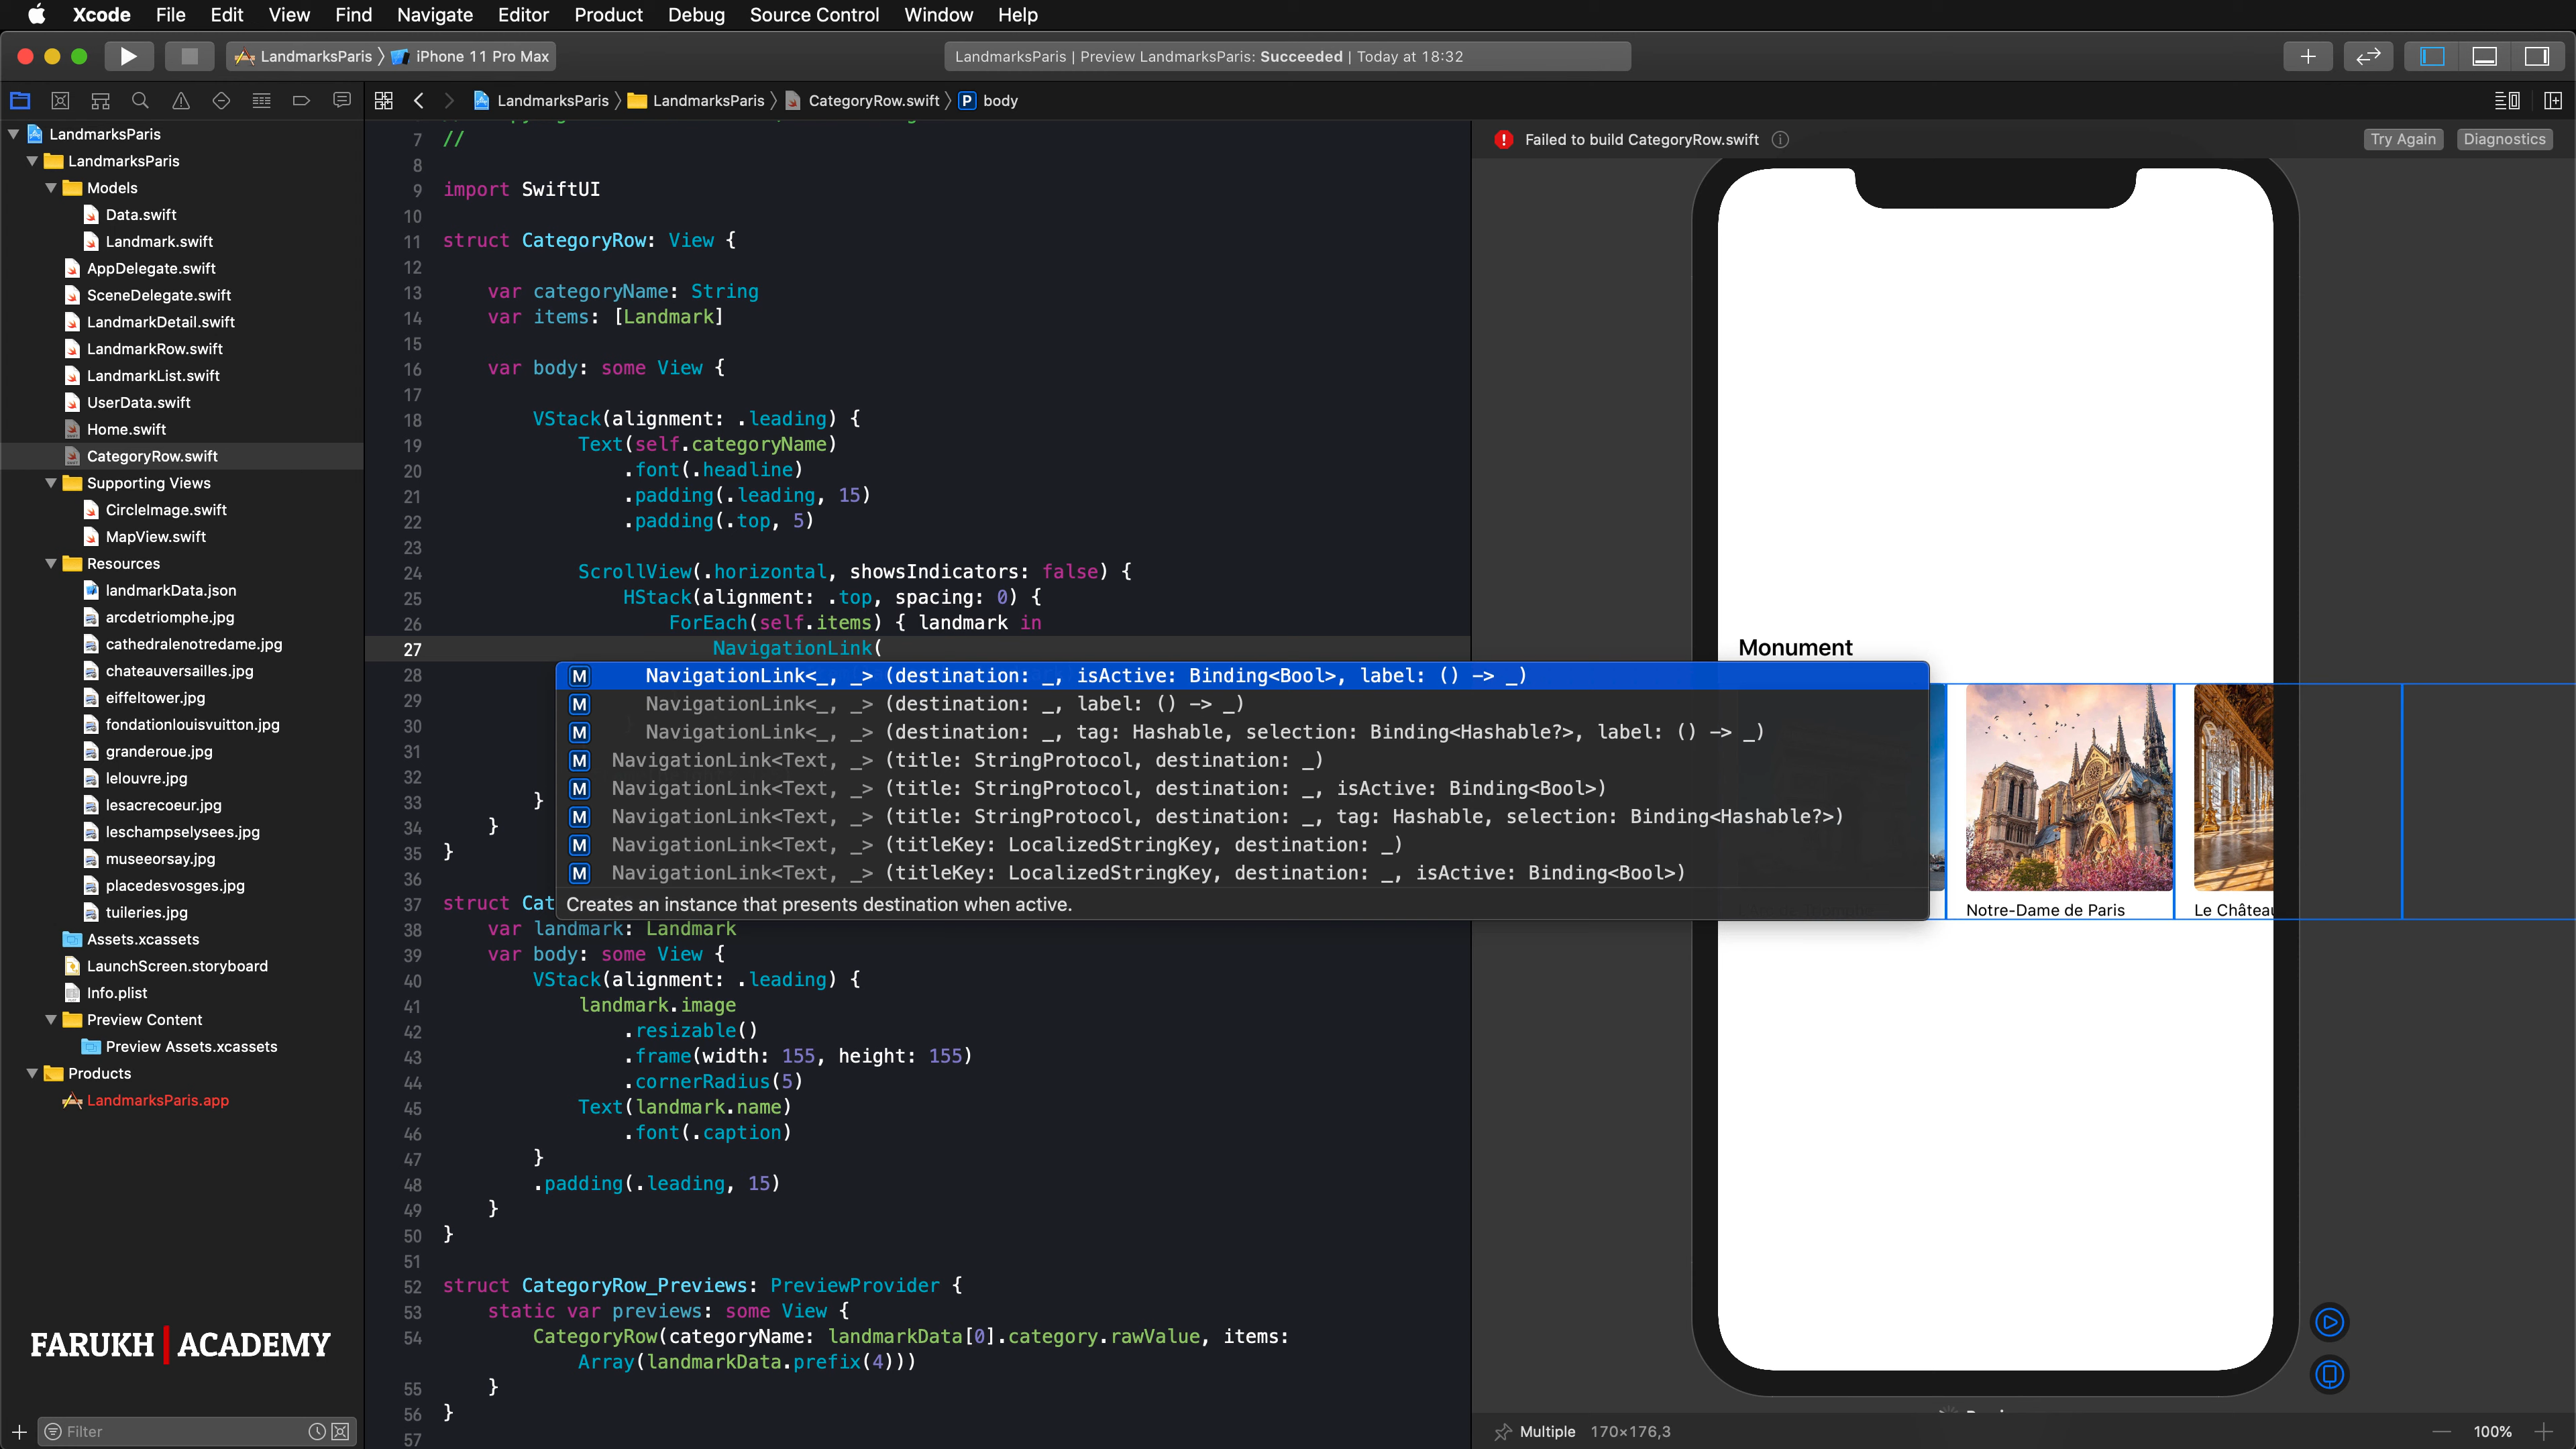 Xcode File Edit View Find Navigate Editor Product Debug Source Control Window Help
LandmarksParis iPhone 11 Pro Max
LandmarksParis | Preview LandmarksParis: Succeeded | Today at 18:32
LandmarksParis LandmarksParis CategoryRow.swift P body
LandmarksParis
LandmarksParis
Models
Data.swift
Landmark.swift
AppDelegate.swift
SceneDelegate.swift
LandmarkDetail.swift
LandmarkRow.swift
LandmarkList.swift
UserData.swift
Home.swift
CategoryRow.swift
Supporting Views
CircleImage.swift
MapView.swift
Resources
landmarkData.json
arcdetriomphe.jpg
cathedralenotredame.jpg
chateauversailles.jpg
eiffeltower.jpg
fondationlouisvuitton.jpg
granderoue.jpg
lelouvre.jpg
lesacrecoeur.jpg
leschampselysees.jpg
museeorsay.jpg
placedesvosges.jpg
tuileries.jpg
Assets.xcassets
LaunchScreen.storyboard
Info.plist
Preview Content
Preview Assets.xcassets
Products
LandmarksParis.app
FARUKH | ACADEMY
Filter
7 //
8
9 import SwiftUI
10
11 struct CategoryRow: View {
12
13 var categoryName: String
14 var items: [Landmark]
15
16 var body: some View {
17
18 VStack(alignment: .leading) {
19 Text(self.categoryName)
20 .font(.headline)
21 .padding(.leading, 15)
22 .padding(.top, 5)
23
24 ScrollView(.horizontal, showsIndicators: false) {
25 HStack(alignment: .top, spacing: 0) {
26 ForEach(self.items) { landmark in
27 NavigationLink(
28
29
30
31
32
33 }
34 }
35 }
36
37 struct Cat
38 var landmark: Landmark
39 var body: some View {
40 VStack(alignment: .leading) {
41 landmark.image
42 .resizable()
43 .frame(width: 155, height: 155)
44 .cornerRadius(5)
45 Text(landmark.name)
46 .font(.caption)
47 }
48 .padding(.leading, 15)
49 }
50 }
51
52 struct CategoryRow_Previews: PreviewProvider {
53 static var previews: some View {
54 CategoryRow(categoryName: landmarkData[0].category.rawValue, items:
Array(landmarkData.prefix(4)))
55 }
56 }
57
M NavigationLink<_, _> (destination: _, isActive: Binding<Bool>, label: () -> _)
M NavigationLink<_, _> (destination: _, label: () -> _)
M NavigationLink<_, _> (destination: _, tag: Hashable, selection: Binding<Hashable?>, label: () -> _)
M NavigationLink<Text, _> (title: StringProtocol, destination: _)
M NavigationLink<Text, _> (title: StringProtocol, destination: _, isActive: Binding<Bool>)
M NavigationLink<Text, _> (title: StringProtocol, destination: _, tag: Hashable, selection: Binding<Hashable?>)
M NavigationLink<Text, _> (titleKey: LocalizedStringKey, destination: _)
M NavigationLink<Text, _> (titleKey: LocalizedStringKey, destination: _, isActive: Binding<Bool>)
Creates an instance that presents destination when active.
Failed to build CategoryRow.swift
Try Again Diagnostics
Monument
Notre-Dame de Paris Le Château
Multiple 170×176,3
100%